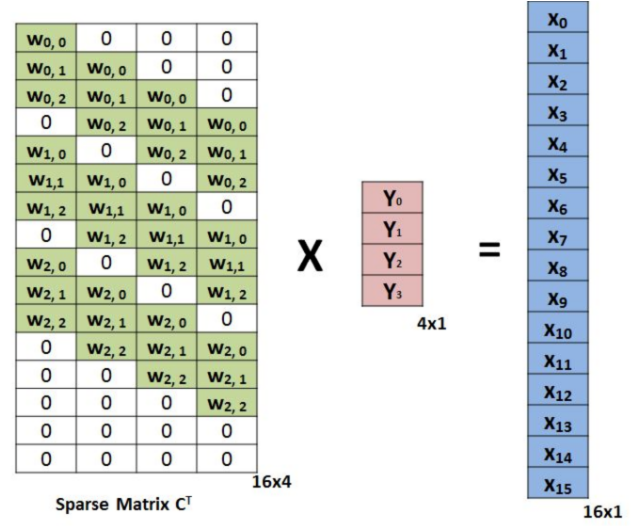 w₀, ₀ 0 0 0
w₀, ₁ w₀, ₀ 0 0
w₀, ₂ w₀, ₁ w₀, ₀ 0
0 w₀, ₂ w₀, ₁ w₀, ₀
w₁, ₀ 0 w₀, ₂ w₀, ₁
w₁,₁ w₁, ₀ 0 w₀, ₂
w₁, ₂ w₁,₁ w₁, ₀ 0
0 w₁, ₂ w₁,₁ w₁, ₀
w₂, ₀ 0 w₁, ₂ w₁,₁
w₂, ₁ w₂, ₀ 0 w₁, ₂
w₂, ₂ w₂, ₁ w₂, ₀ 0
0 w₂, ₂ w₂, ₁ w₂, ₀
0 0 w₂, ₂ w₂, ₁
0 0 0 w₂, ₂
0 0 0 0
0 0 0 0
16x4
Sparse Matrix Cᵀ
X
Y₀
Y₁
Y₂
Y₃
4x1
=
x₀
x₁
x₂
x₃
x₄
x₅
x₆
x₇
x₈
x₉
x₁₀
x₁₁
x₁₂
x₁₃
x₁₄
x₁₅
16x1